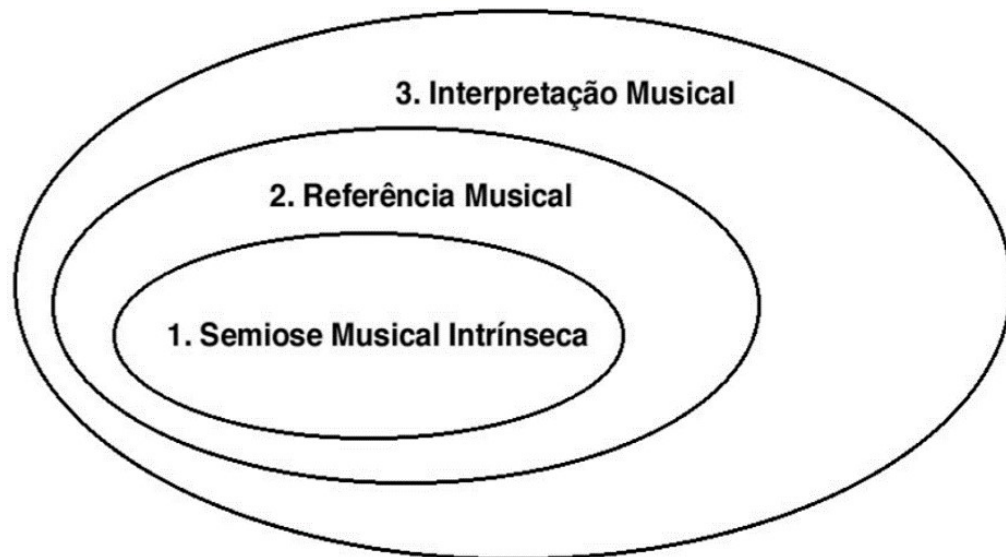 3. Interpretação Musical
2. Referência Musical
1. Semiose Musical Intrínseca